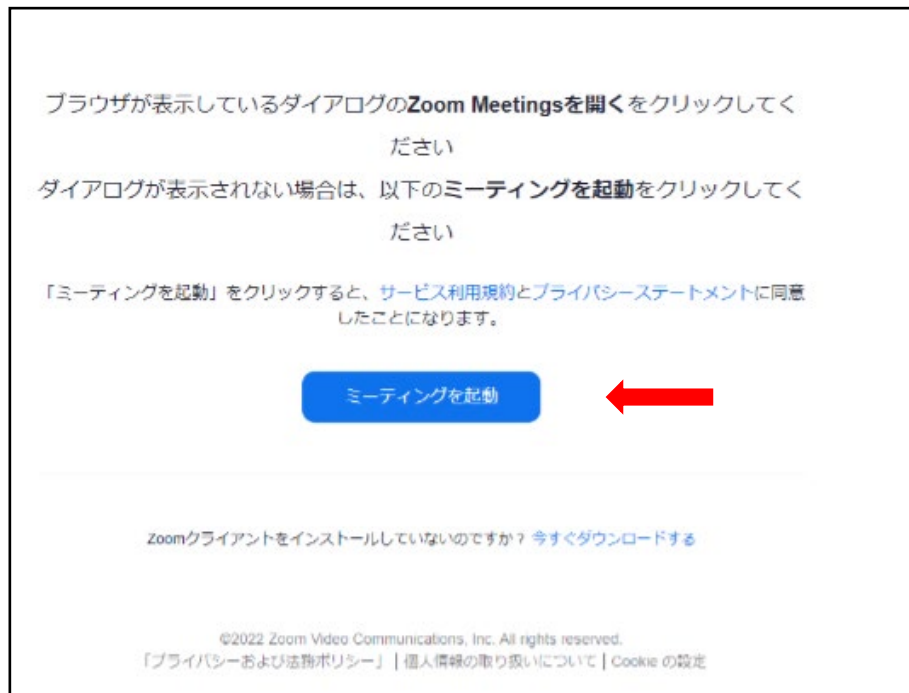 ブラウザが表示しているダイアログのZoom Meetingsを開くをクリックしてく
ださい
ダイアログが表示されない場合は、以下のミーティングを起動をクリックしてく
ださい
「ミーティングを起動」をクリックすると、サービス利用規約とプライバシーステートメントに同意
したことになります。
ミーティングを起動
Zoomクライアントをインストールしていないのですか？今すぐダウンロードする
©2022 Zoom Video Communications, Inc. All rights reserved.
「プライバシーおよび法務ポリシー」 | 個人情報の取り扱いについて | Cookie の設定